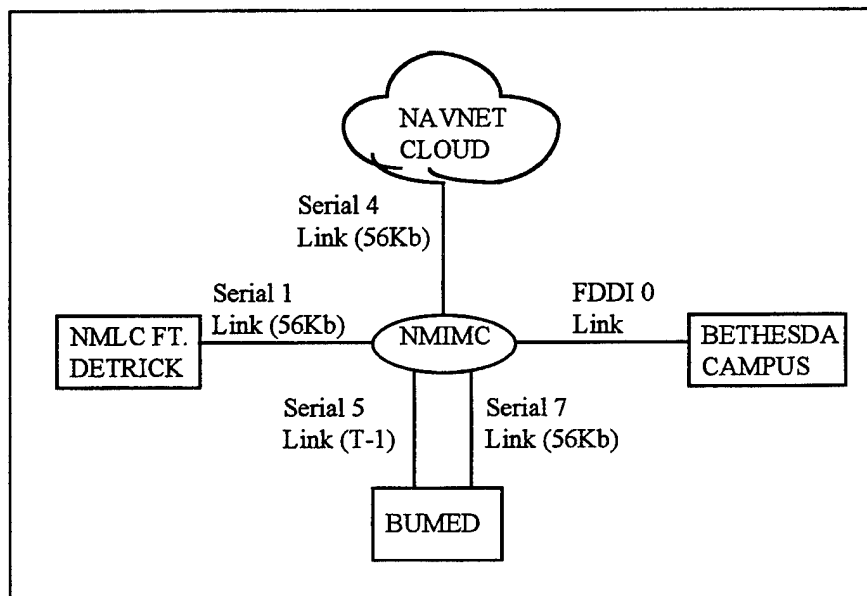 NAVNET
CLOUD
Serial 4
Link (56Kb)
Serial 1
Link (56Kb)
FDDI 0
Link
NMLC FT.
DETRICK
NMIMC
BETHESDA
CAMPUS
Serial 5
Link (T-1)
Serial 7
Link (56Kb)
BUMED